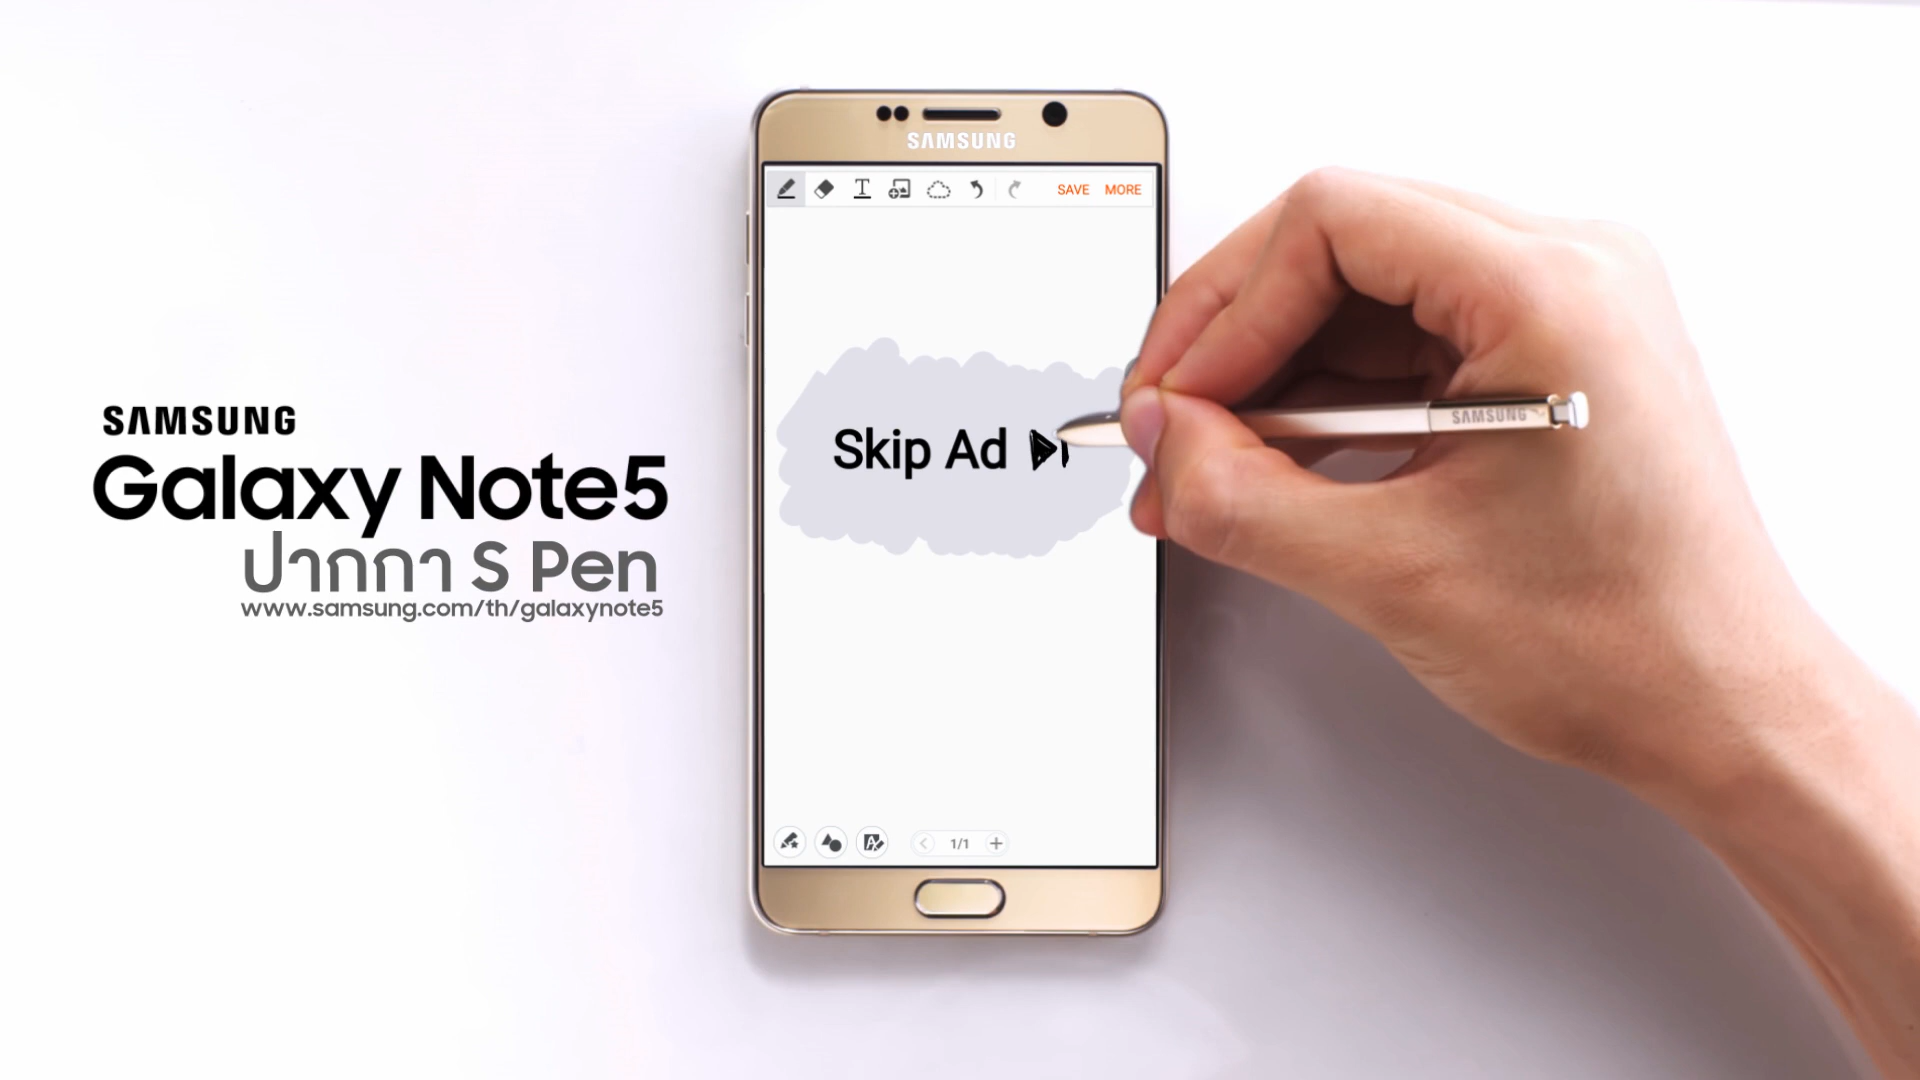 SAMSUNG
Galaxy Note5
ปากกา S Pen
www.samsung.com/th/galaxynote5
SAMSUNG
T
SAVE MORE
Skip Ad
SAMSUNG
1/1